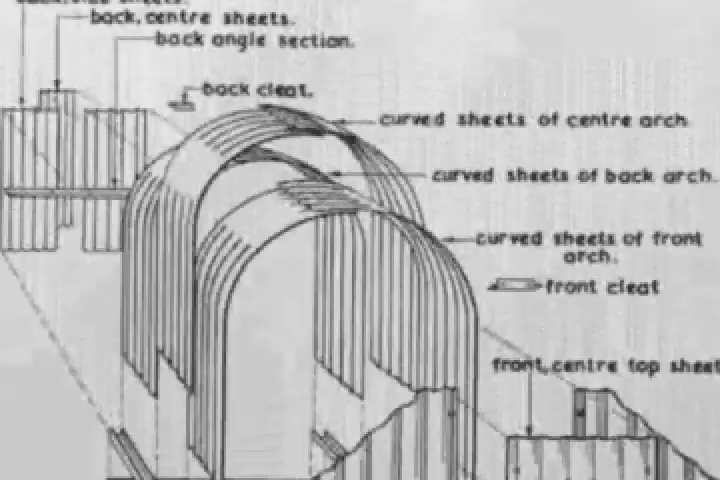 back, centre sheets.
back angle section.
back cleat.
curved sheets of centre arch
curved sheets of back arch.
curved sheets of front
arch.
front cleat
front, centre top sheet